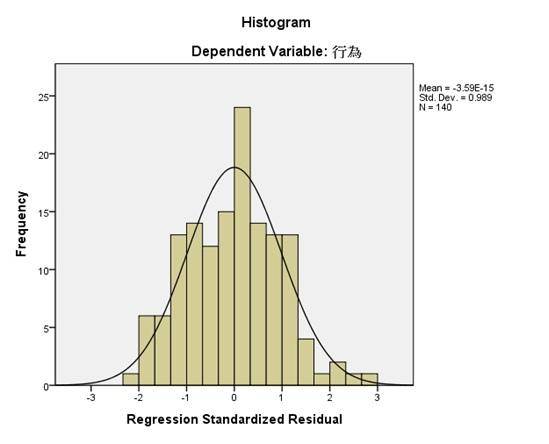 Histogram
Dependent Variable: 行為
Mean = -3.59E-15
Std. Dev. = 0.989
N = 140
25
20
15
10
5
0
Frequency
-3 -2 -1 0 1 2 3
Regression Standardized Residual